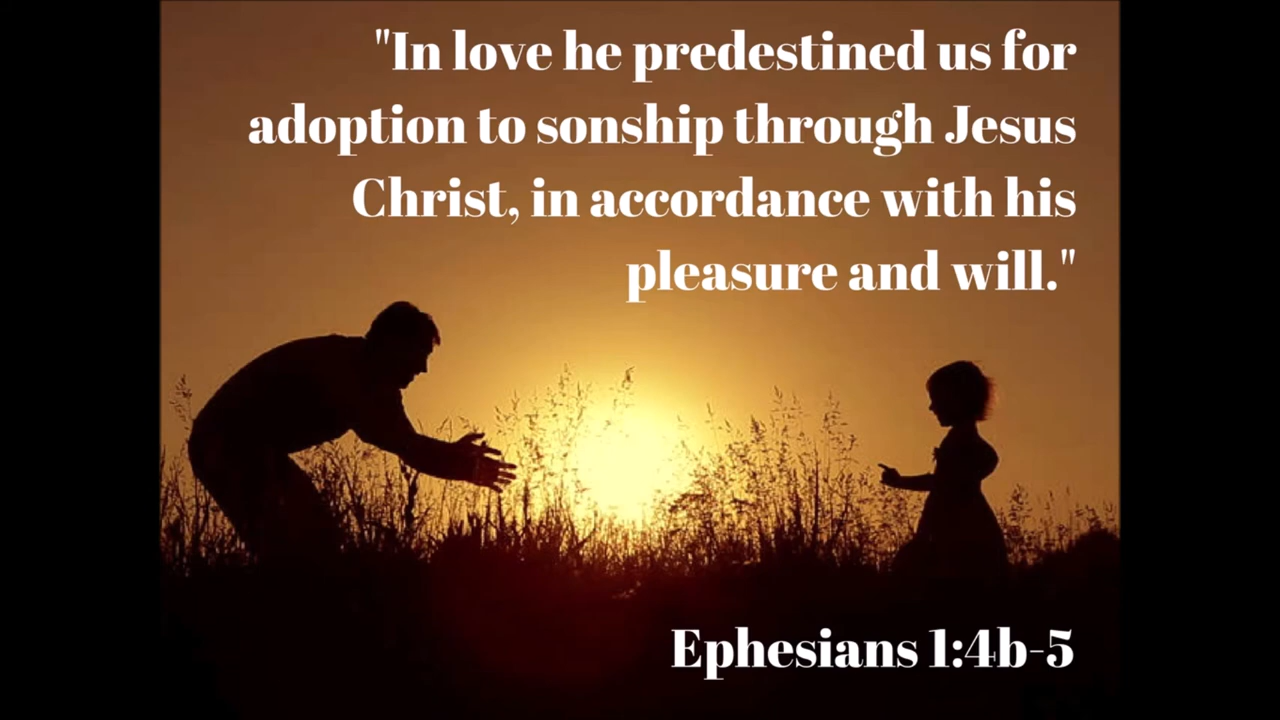 "In love he predestined us for
adoption to sonship through Jesus
Christ, in accordance with his
pleasure and will."
Ephesians 1:4b-5